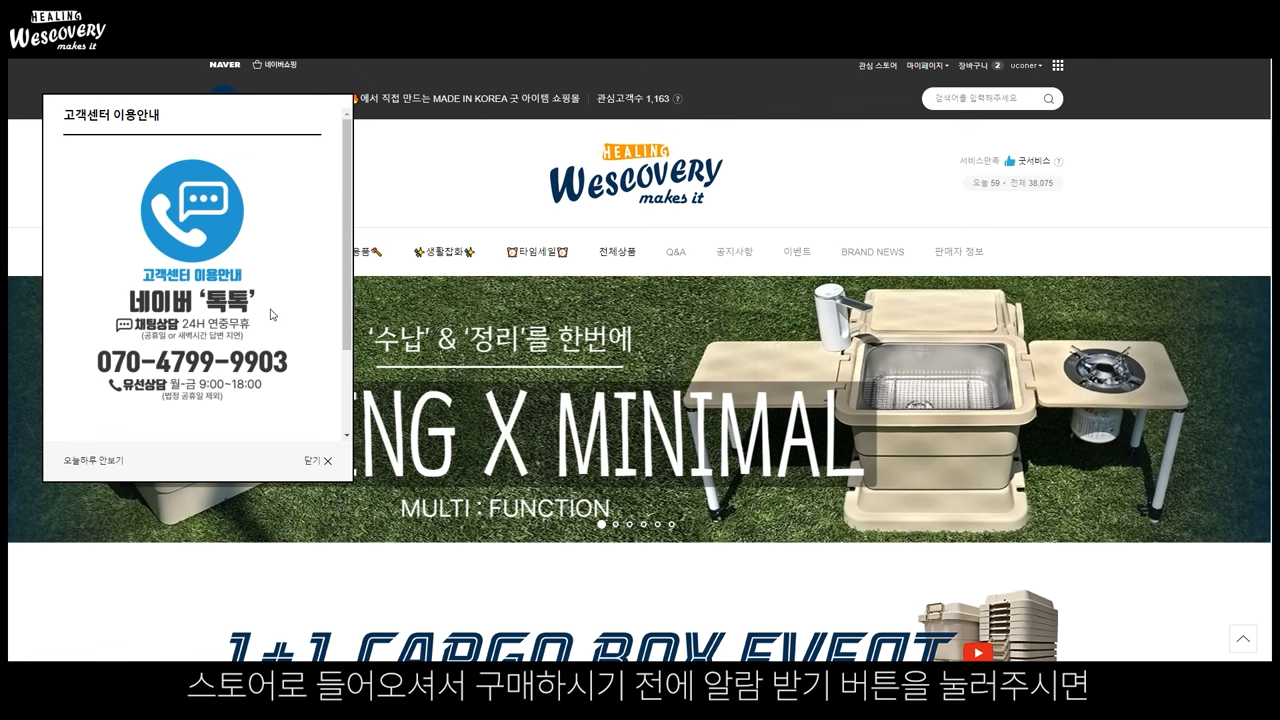 HEALING
Wescovery
makes it
NAVER 네이버쇼핑
관심 스토어 마이페이지 장바구니 2 uconer
에서 직접 만드는 MADE IN KOREA 굿 아이템 쇼핑몰 관심고객수 1,163 ?
검색어를 입력해주세요
고객센터 이용안내
HEALING
Wescovery
makes it
서비스만족 굿서비스 ?
오늘 59 · 전체 38,075
용품 생활잡화 타임세일 전체상품 Q&A 공지사항 이벤트 BRAND NEWS 판매자 정보
고객센터 이용안내
네이버 ‘톡톡’
채팅상담 24H 연중무휴
(공휴일 or 새벽시간 답변 지연)
070-4799-9903
유선상담 월-금 9:00~18:00
(법정 공휴일 제외)
오늘하루 안보기 닫기
‘수납’ & ‘정리’를 한번에
ING X MINIMAL
MULTI : FUNCTION
1+1 CARGO BOX EVENT
스토어로 들어오셔서 구매하시기 전에 알람 받기 버튼을 눌러주시면